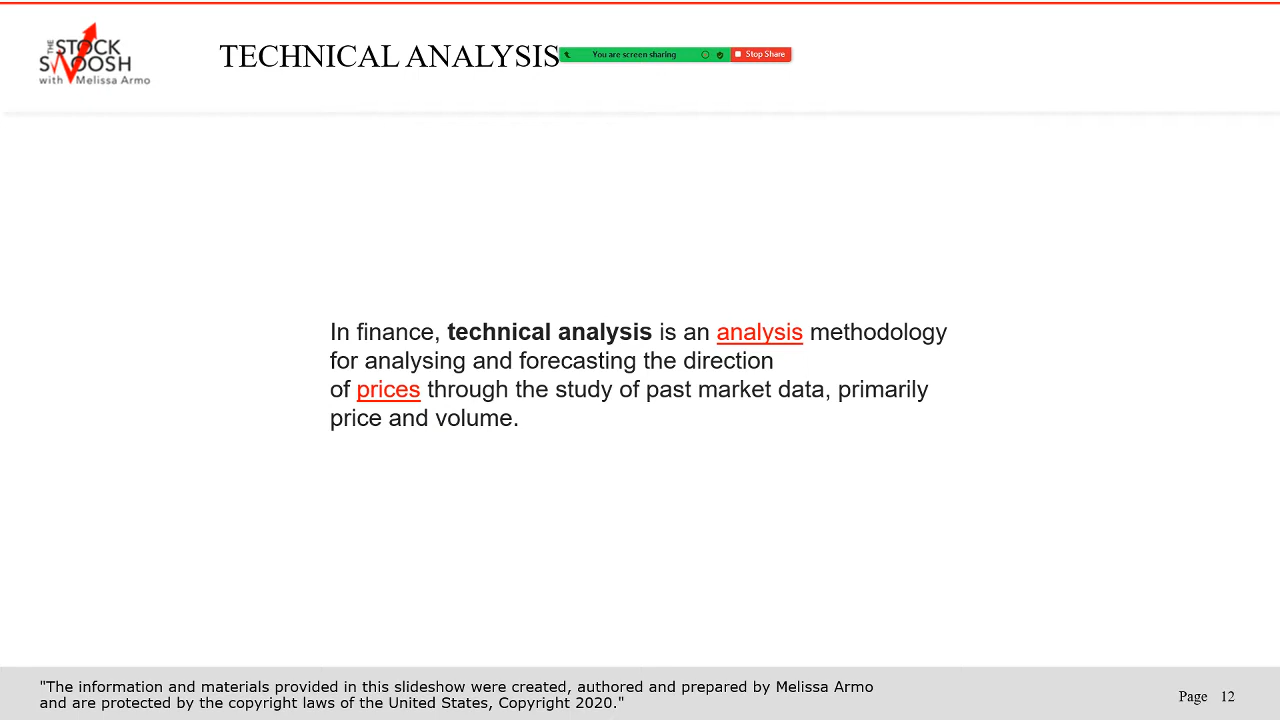 THE
STOCK
SWOOSH
with Melissa Armo
TECHNICAL ANALYSIS
You are screen sharing
Stop Share
In finance, technical analysis is an analysis methodology
for analysing and forecasting the direction
of prices through the study of past market data, primarily
price and volume.
"The information and materials provided in this slideshow were created, authored and prepared by Melissa Armo
and are protected by the copyright laws of the United States, Copyright 2020."
Page 12